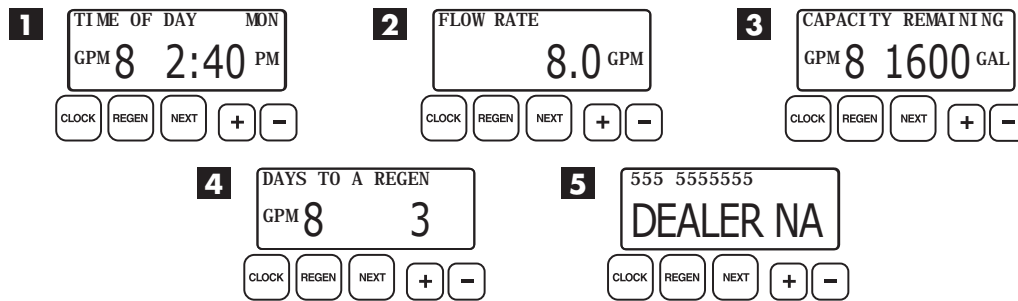 1
TIME OF DAY MON
GPM 8 2:40 PM
CLOCK REGEN NEXT + -
2
FLOW RATE
8.0 GPM
CLOCK REGEN NEXT + -
3
CAPACITY REMAINING
GPM 8 1600 GAL
CLOCK REGEN NEXT + -
4
DAYS TO A REGEN
GPM 8 3
CLOCK REGEN NEXT + -
5
555 5555555
DEALER NA
CLOCK REGEN NEXT + -